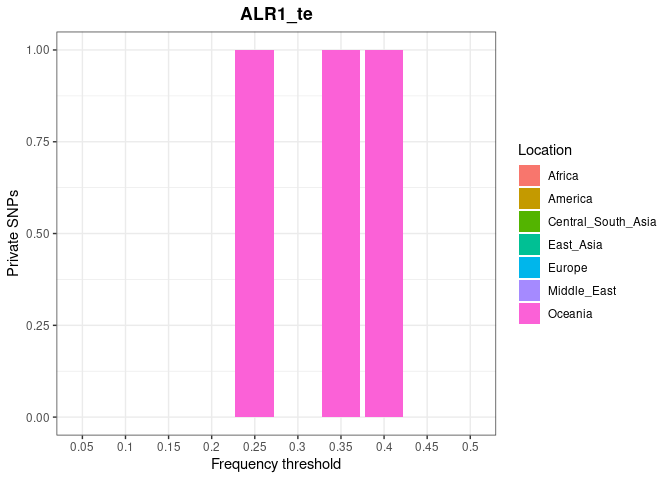 ALR1_te
1.00
0.75
0.50
0.25
0.00
Private SNPs
0.05 0.1 0.15 0.2 0.25 0.3 0.35 0.4 0.45 0.5
Frequency threshold
Location
Africa
America
Central_South_Asia
East_Asia
Europe
Middle_East
Oceania